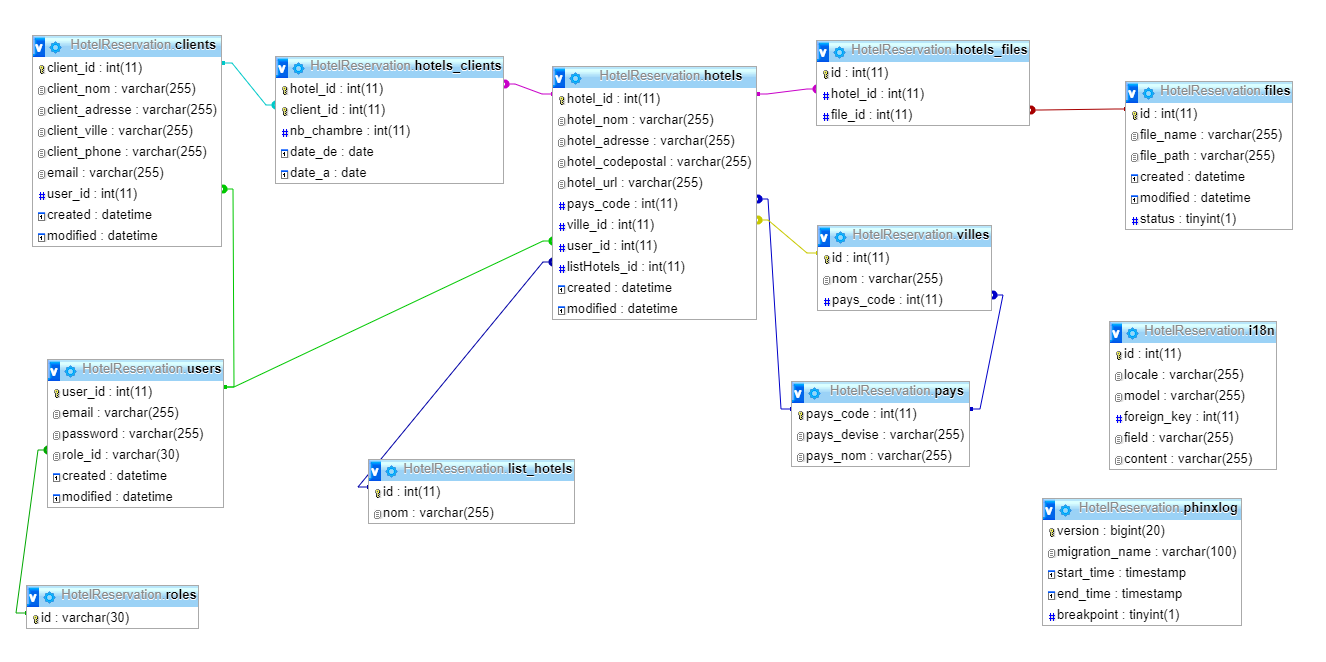 HotelReservation.clients
client_id : int(11)
client_nom : varchar(255)
client_adresse : varchar(255)
client_ville : varchar(255)
client_phone : varchar(255)
email : varchar(255)
user_id : int(11)
created : datetime
modified : datetime
HotelReservation.hotels_clients
hotel_id : int(11)
client_id : int(11)
nb_chambre : int(11)
date_de : date
date_a : date
HotelReservation.hotels
hotel_id : int(11)
hotel_nom : varchar(255)
hotel_adresse : varchar(255)
hotel_codepostal : varchar(255)
hotel_url : varchar(255)
pays_code : int(11)
ville_id : int(11)
user_id : int(11)
listHotels_id : int(11)
created : datetime
modified : datetime
HotelReservation.hotels_files
id : int(11)
hotel_id : int(11)
file_id : int(11)
HotelReservation.files
id : int(11)
file_name : varchar(255)
file_path : varchar(255)
created : datetime
modified : datetime
status : tinyint(1)
HotelReservation.villes
id : int(11)
nom : varchar(255)
pays_code : int(11)
HotelReservation.i18n
id : int(11)
locale : varchar(255)
model : varchar(255)
foreign_key : int(11)
field : varchar(255)
content : varchar(255)
HotelReservation.users
user_id : int(11)
email : varchar(255)
password : varchar(255)
role_id : varchar(30)
created : datetime
modified : datetime
HotelReservation.pays
pays_code : int(11)
pays_devise : varchar(255)
pays_nom : varchar(255)
HotelReservation.list_hotels
id : int(11)
nom : varchar(255)
HotelReservation.phinxlog
version : bigint(20)
migration_name : varchar(100)
start_time : timestamp
end_time : timestamp
breakpoint : tinyint(1)
HotelReservation.roles
id : varchar(30)